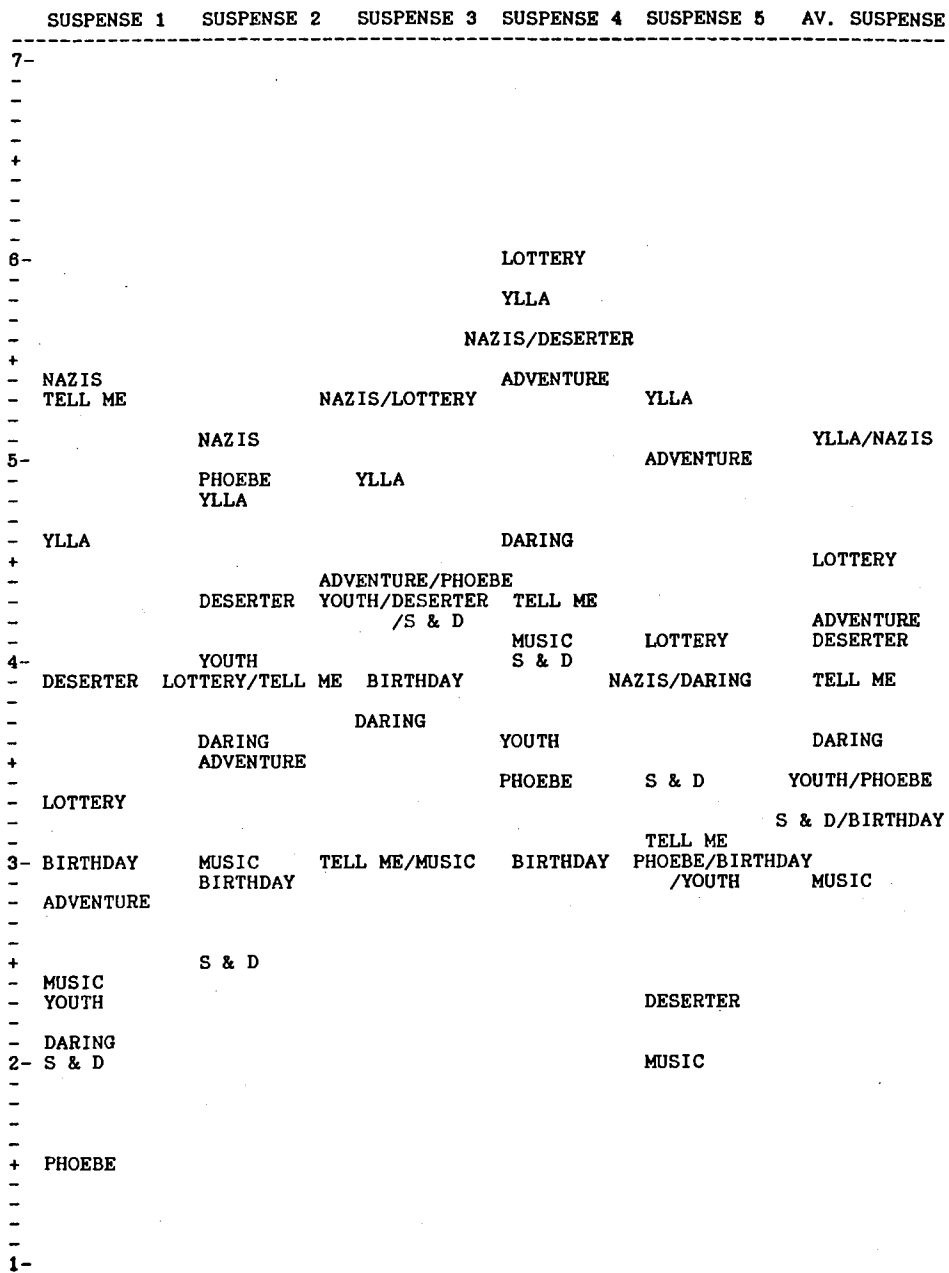 SUSPENSE 1 SUSPENSE 2 SUSPENSE 3 SUSPENSE 4 SUSPENSE 5 AV. SUSPENSE
--------------------------------------------------------------
7-
-
-
-
-
+
-
-
-
-
6- LOTTERY
-
- YLLA
-
- NAZIS/DESERTER
+
- NAZIS ADVENTURE
- TELL ME NAZIS/LOTTERY YLLA
-
- NAZIS YLLA/NAZIS
5- ADVENTURE
- PHOEBE YLLA
- YLLA
-
- YLLA DARING
+ LOTTERY
- ADVENTURE/PHOEBE
- DESERTER YOUTH/DESERTER TELL ME
- /S & D ADVENTURE
- MUSIC LOTTERY DESERTER
4- YOUTH S & D
- DESERTER LOTTERY/TELL ME BIRTHDAY NAZIS/DARING TELL ME
-
- DARING
- DARING YOUTH DARING
+ ADVENTURE
- PHOEBE S & D YOUTH/PHOEBE
- LOTTERY
- S & D/BIRTHDAY
- TELL ME
3- BIRTHDAY MUSIC TELL ME/MUSIC BIRTHDAY PHOEBE/BIRTHDAY
- BIRTHDAY /YOUTH MUSIC
- ADVENTURE
-
-
+ S & D
- MUSIC
- YOUTH DESERTER
-
- DARING
2- S & D MUSIC
-
-
-
-
+ PHOEBE
-
-
-
-
1-